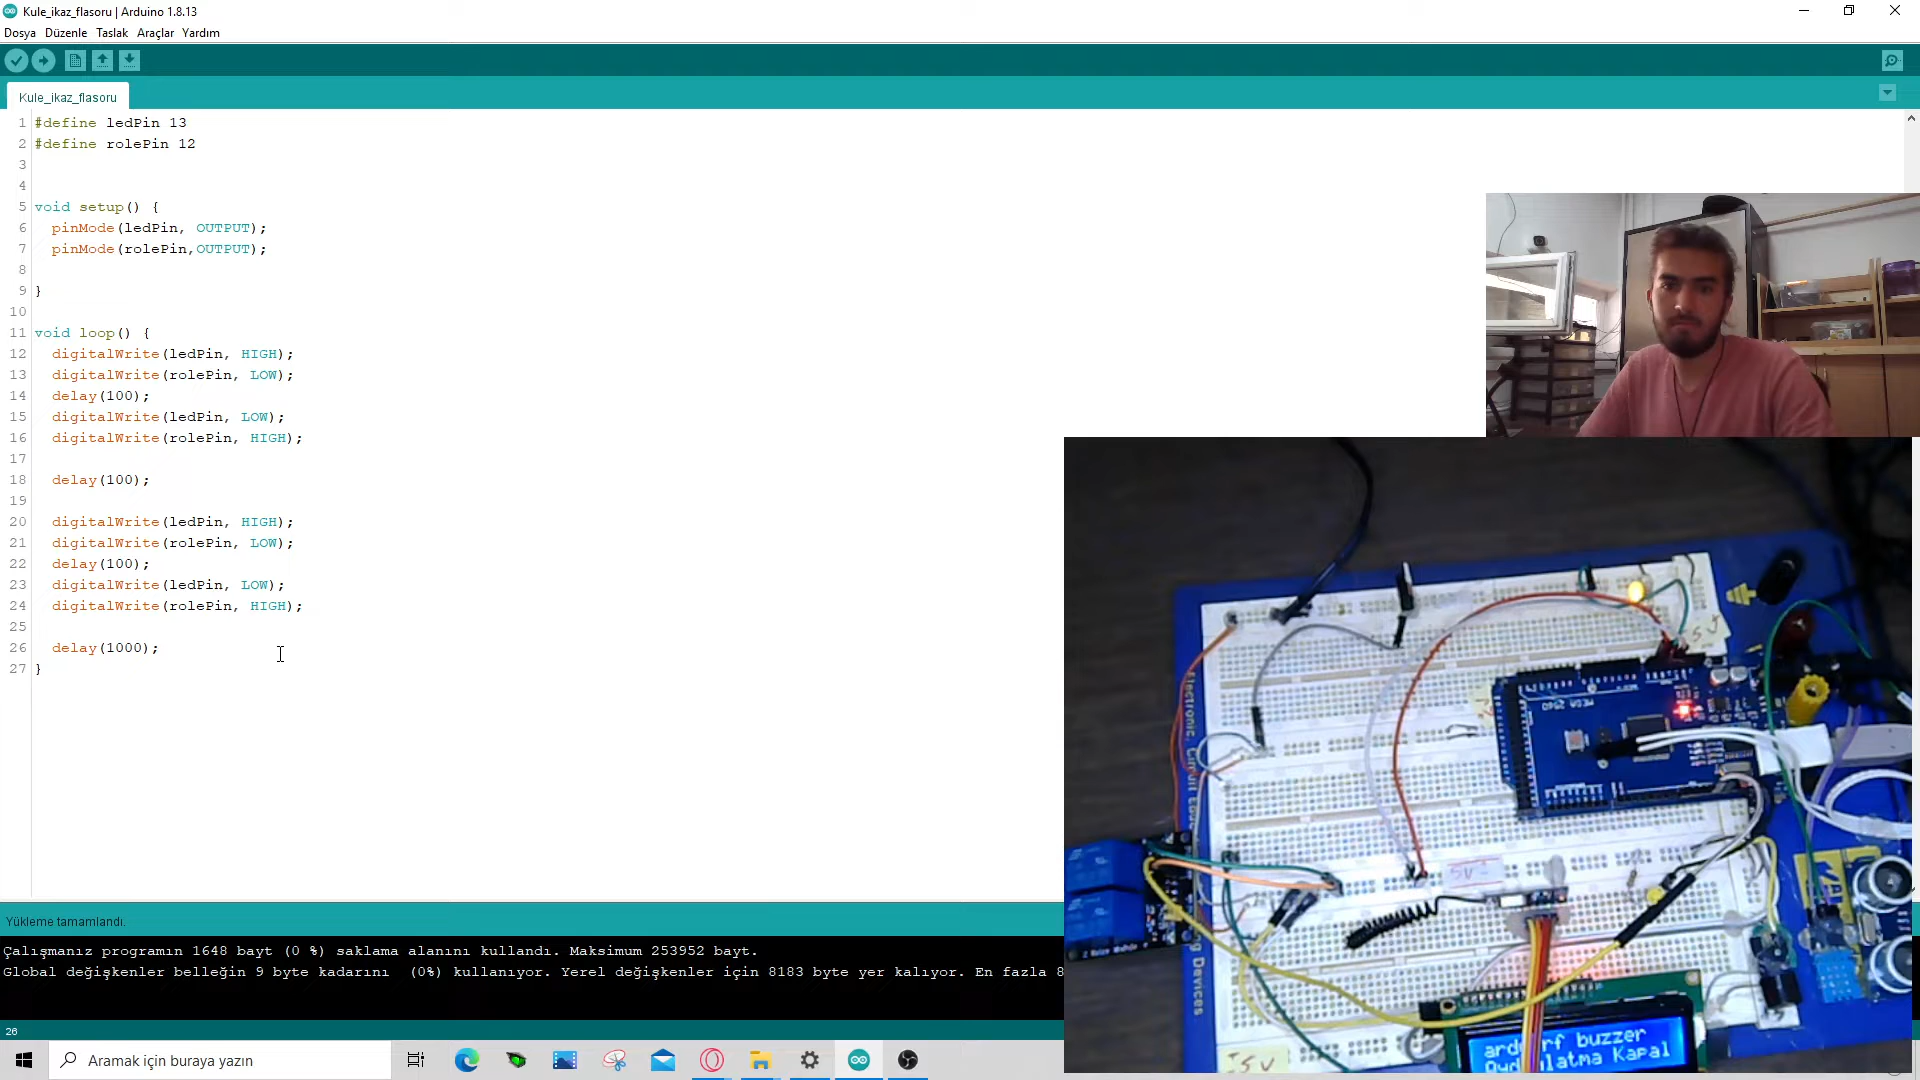 Kule_ikaz_flasoru | Arduino 1.8.13
Dosya Düzenle Taslak Araçlar Yardım
Kule_ikaz_flasoru
1 #define ledPin 13
2 #define rolePin 12
3
4
5 void setup() {
6 pinMode(ledPin, OUTPUT);
7 pinMode(rolePin,OUTPUT);
8
9 }
10
11 void loop() {
12 digitalWrite(ledPin, HIGH);
13 digitalWrite(rolePin, LOW);
14 delay(100);
15 digitalWrite(ledPin, LOW);
16 digitalWrite(rolePin, HIGH);
17
18 delay(100);
19
20 digitalWrite(ledPin, HIGH);
21 digitalWrite(rolePin, LOW);
22 delay(100);
23 digitalWrite(ledPin, LOW);
24 digitalWrite(rolePin, HIGH);
25
26 delay(1000);
27 }
5V
MEGA 2560
5V
Yükleme tamamlandı.
Çalışmanız programın 1648 bayt (0 %) saklama alanını kullandı. Maksimum 253952 bayt.
Global değişkenler belleğin 9 byte kadarını (0%) kullanıyor. Yerel değişkenler için 8183 byte yer kalıyor. En fazla 8
26
buzzer
Kapal
Aramak için buraya yazın